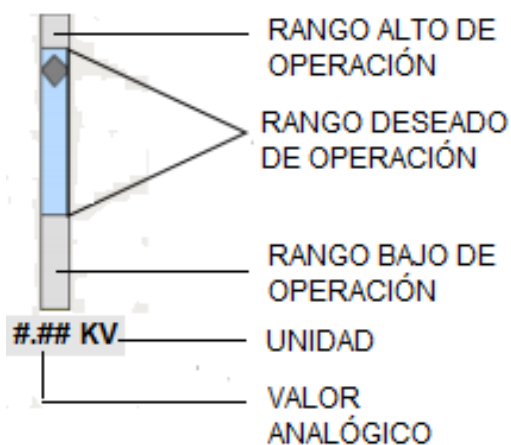 RANGO ALTO DE
OPERACIÓN
RANGO DESEADO
DE OPERACIÓN
RANGO BAJO DE
OPERACIÓN
#.## KV
UNIDAD
VALOR
ANALÓGICO